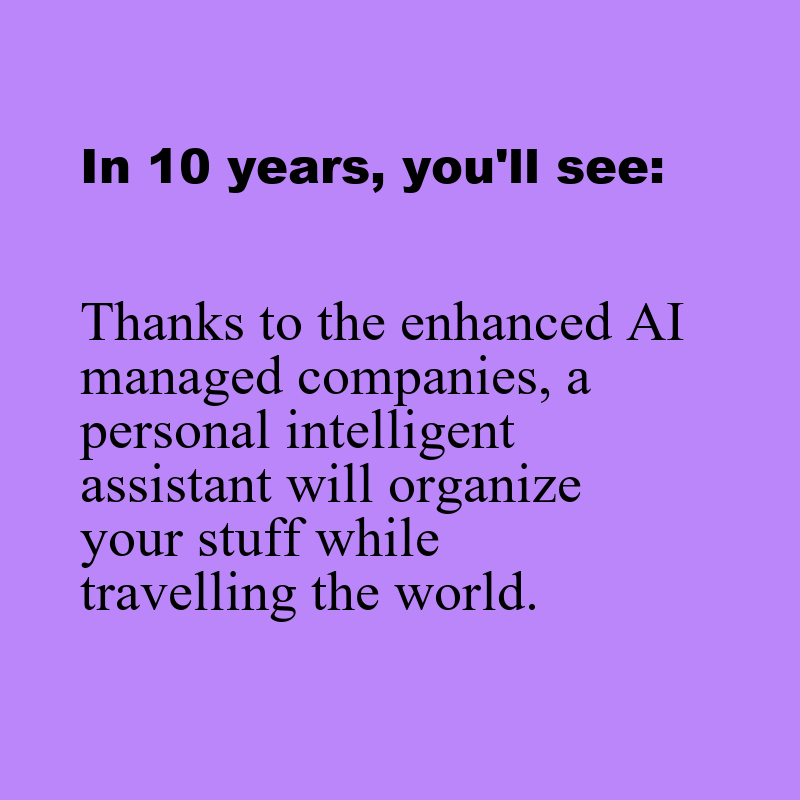 In 10 years, you'll see:
Thanks to the enhanced AI
managed companies, a
personal intelligent
assistant will organize
your stuff while
travelling the world.